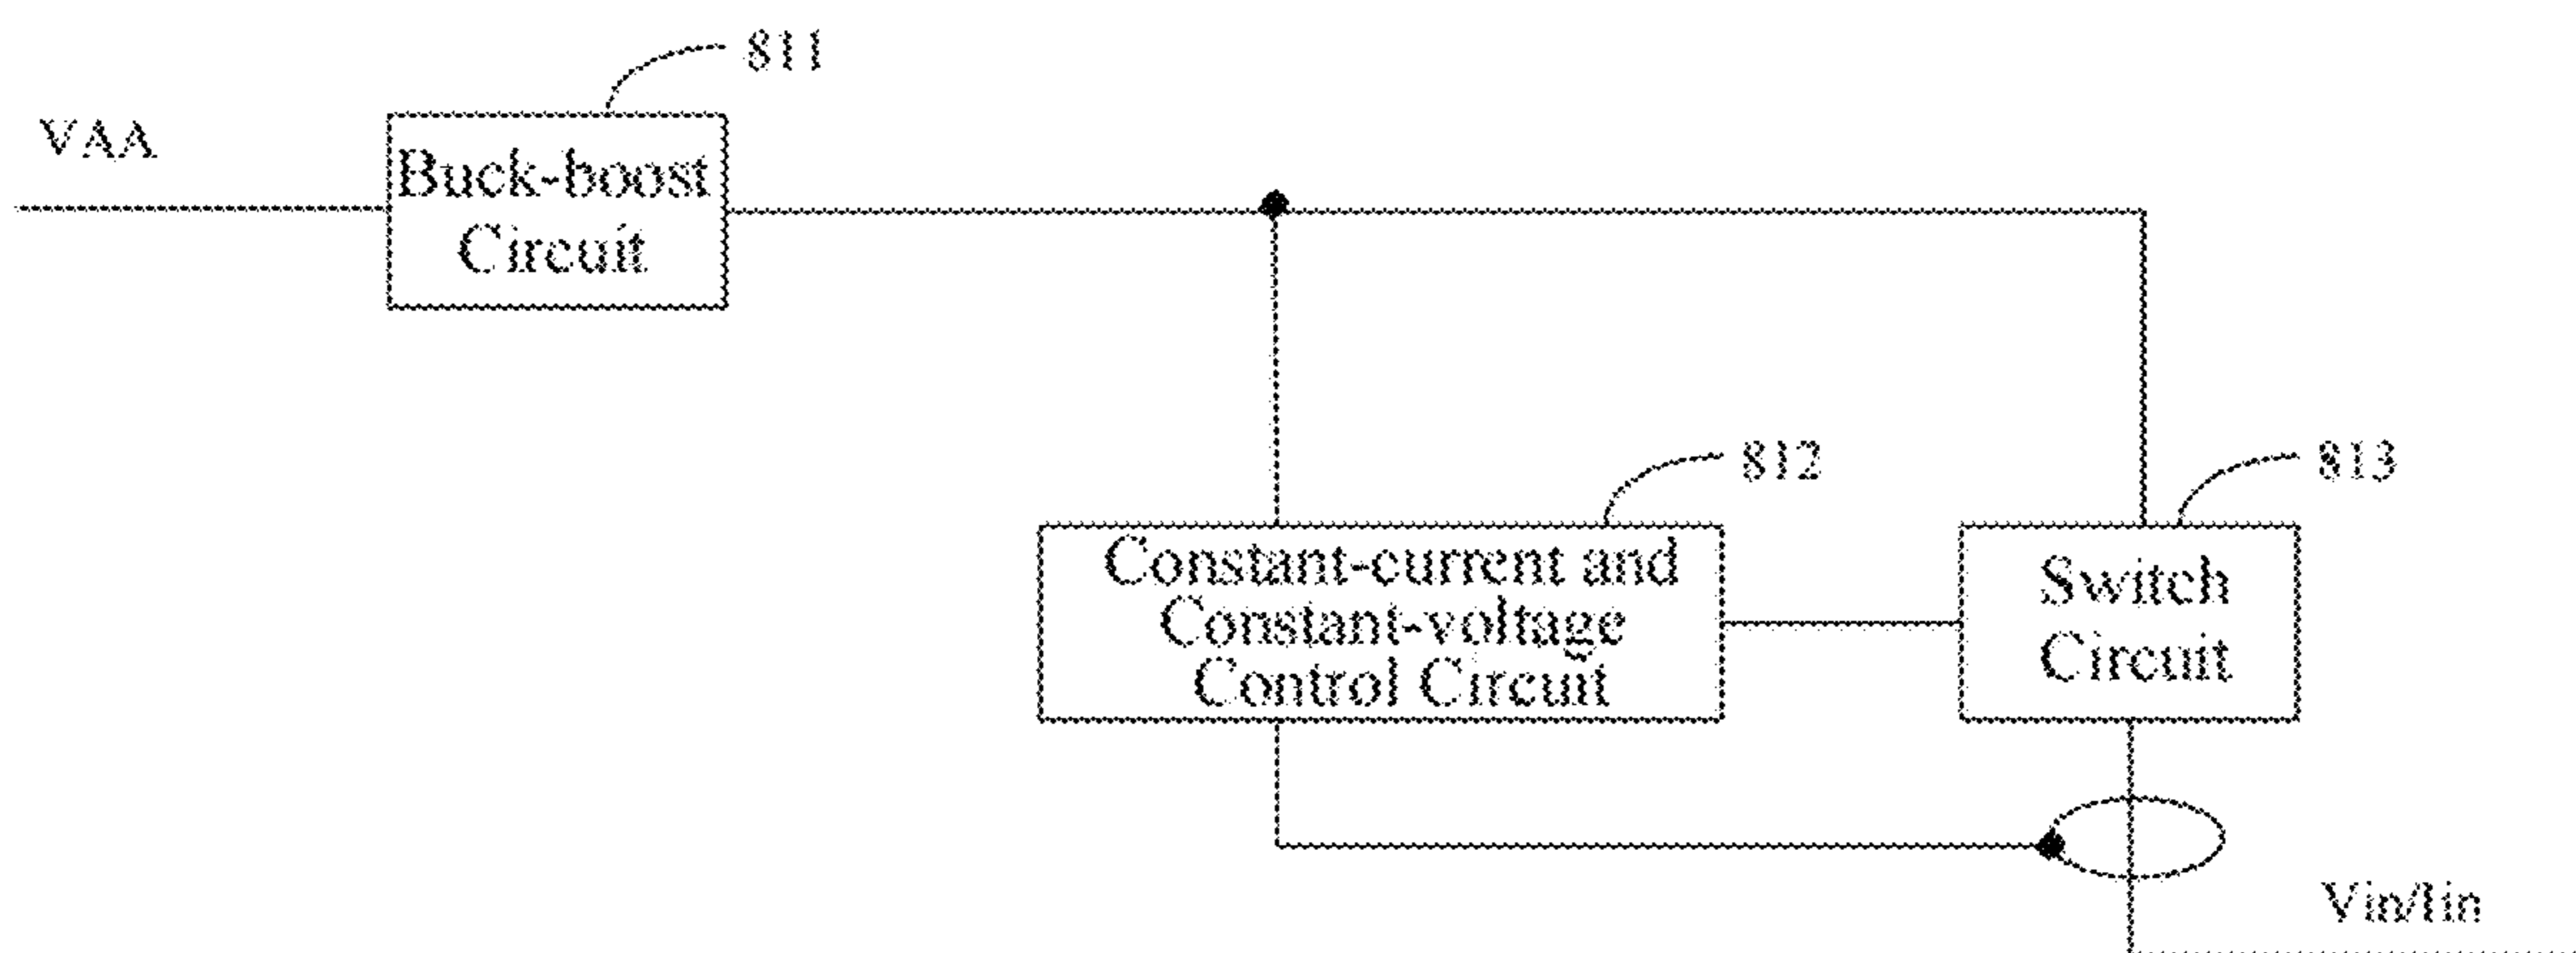 811
VAA
Buck-boost
Circuit
812
813
Constant-current and
Constant-voltage
Control Circuit
Switch
Circuit
Vin/Iin